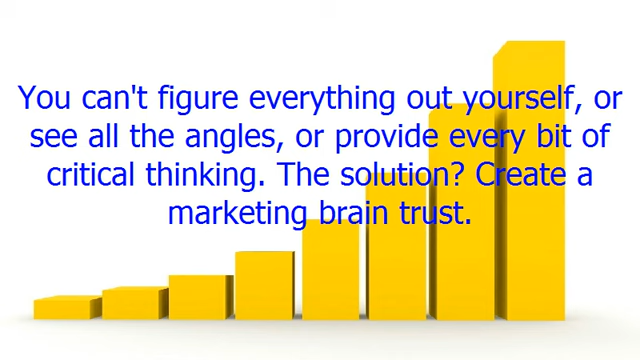 You can't figure everything out yourself, or
see all the angles, or provide every bit of
critical thinking. The solution? Create a
marketing brain trust.